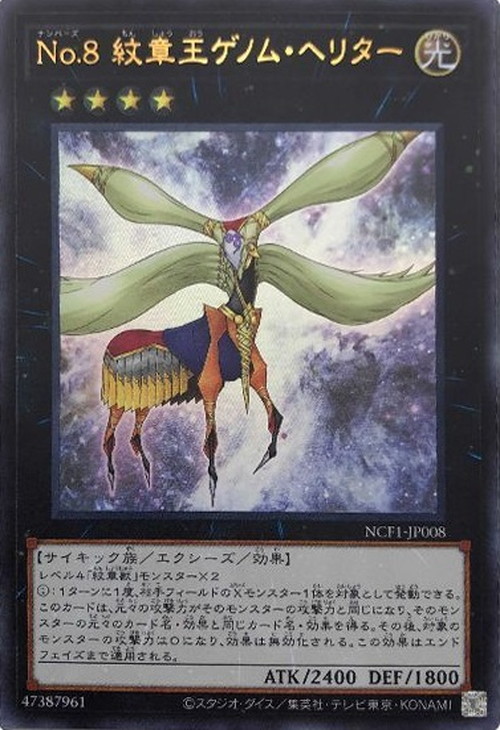 ナンバーズ もんしょうおう
No.8 紋章王ゲノム・ヘリター 光
NCF1-JP008
【サイキック族/エクシーズ/効果】
レベル4「紋章獣」モンスター×2
①：1ターンに1度、相手フィールドのXモンスター1体を対象として発動できる。
このカードは、元々の攻撃力がそのモンスターの攻撃力と同じになり、そのモン
スターの元々のカード名・効果と同じカード名・効果を得る。その後、対象の
モンスターの攻撃力は0になり、効果は無効化される。この効果はエンド
フェイズまで適用される。
ATK/2400 DEF/1800
47387961 ©スタジオ・ダイス/集英社・テレビ東京・KONAMI